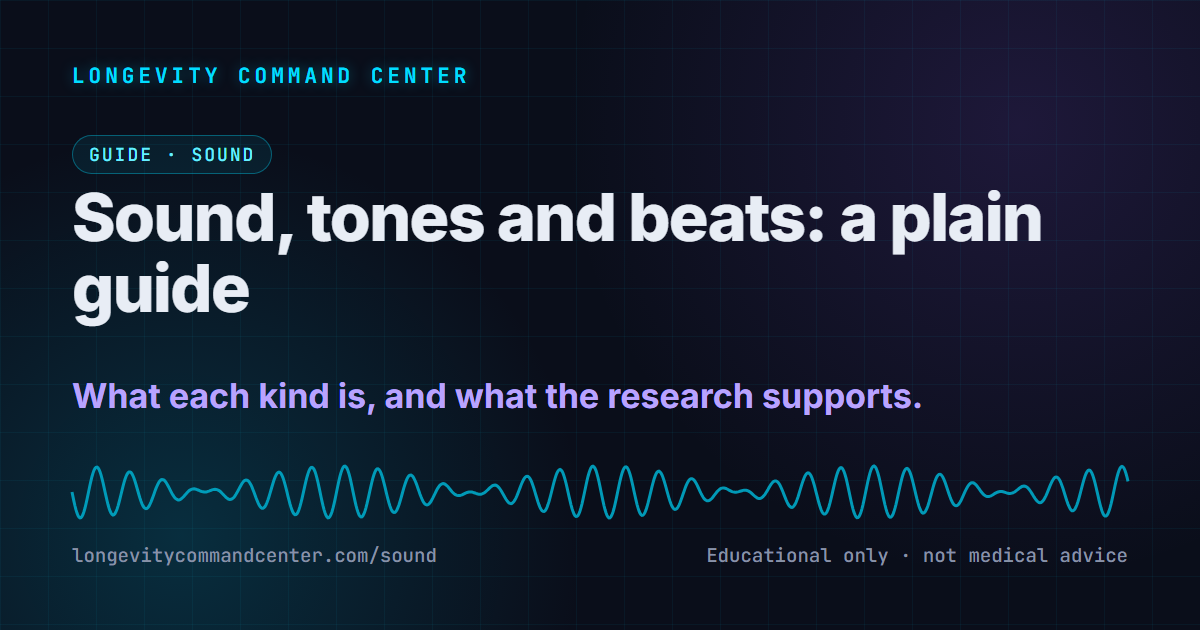 LONGEVITY COMMAND CENTER
GUIDE · SOUND
Sound, tones and beats: a plain
guide
What each kind is, and what the research supports.
longevitycommandcenter.com/sound
Educational only · not medical advice